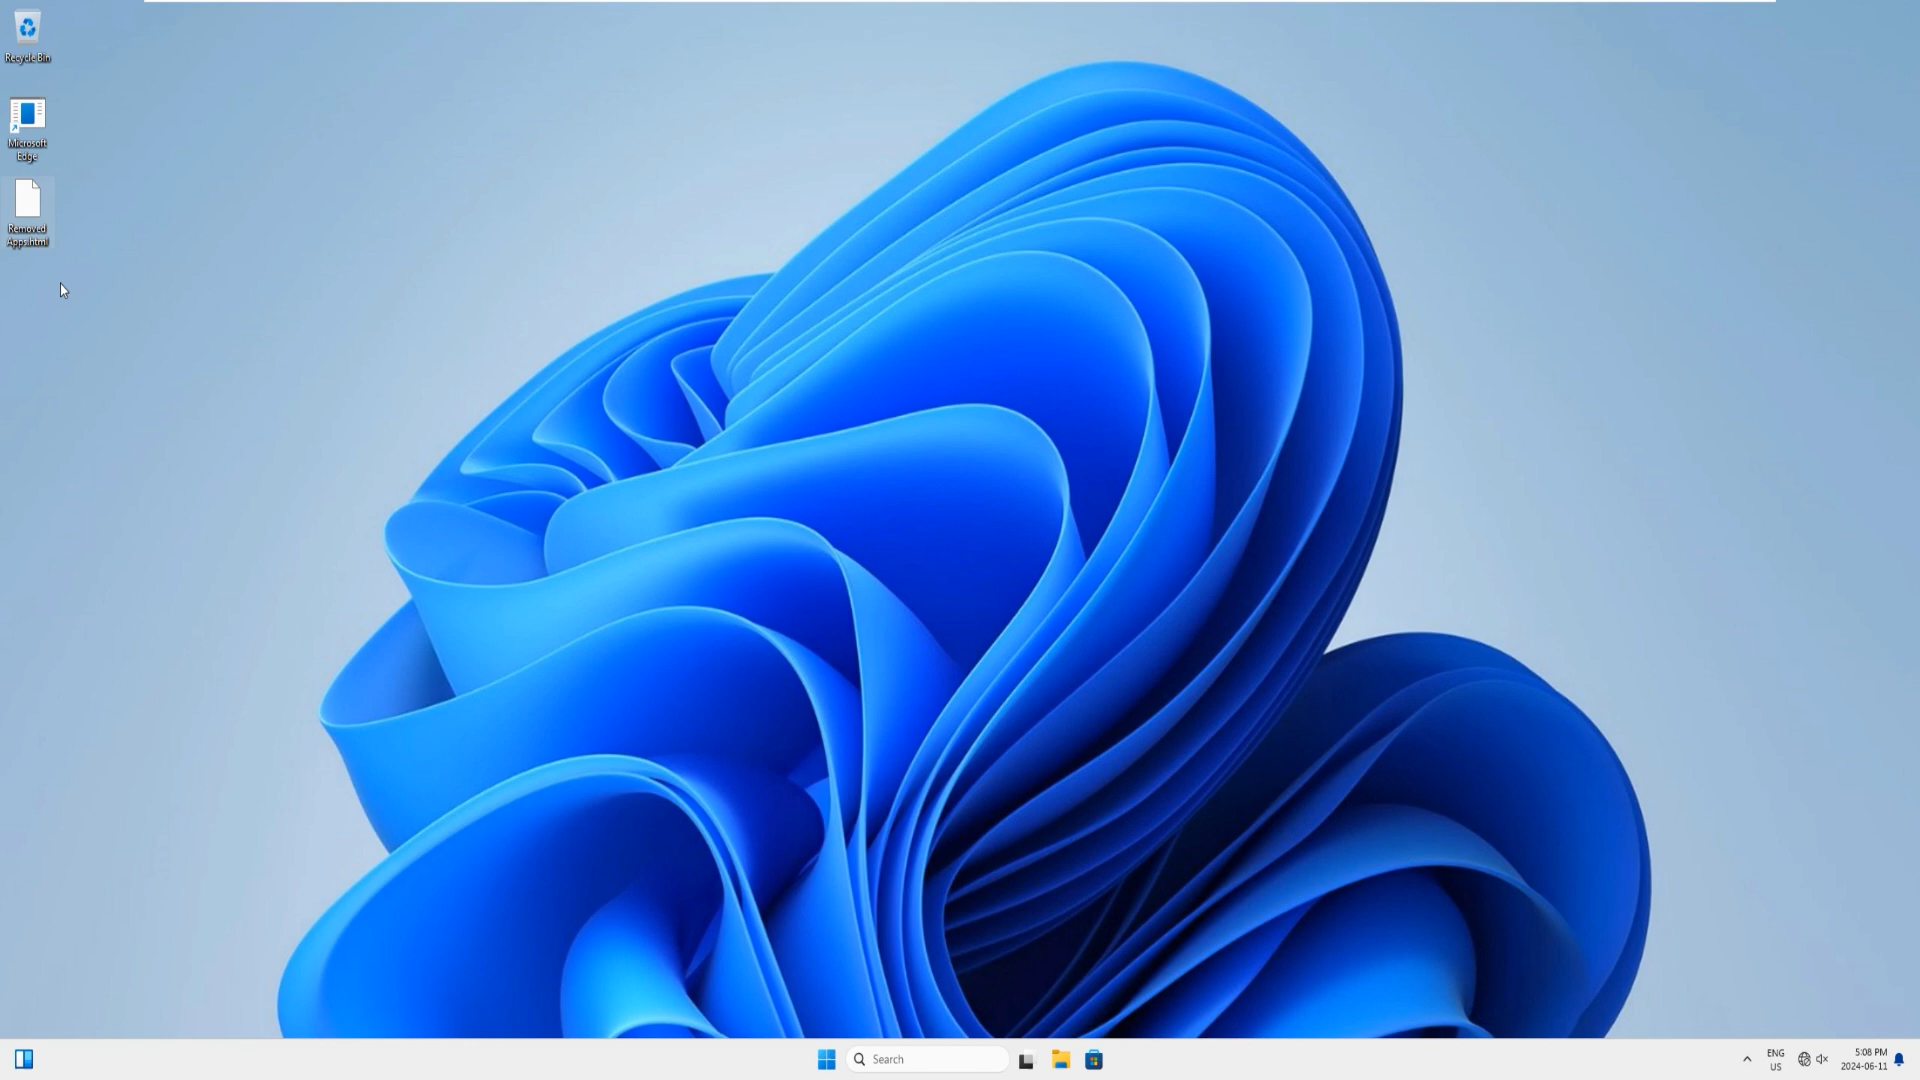 Recycle Bin
Microsoft
Edge
Removed
Apps.html
Search
ENG
US
5:08 PM
2024-06-11